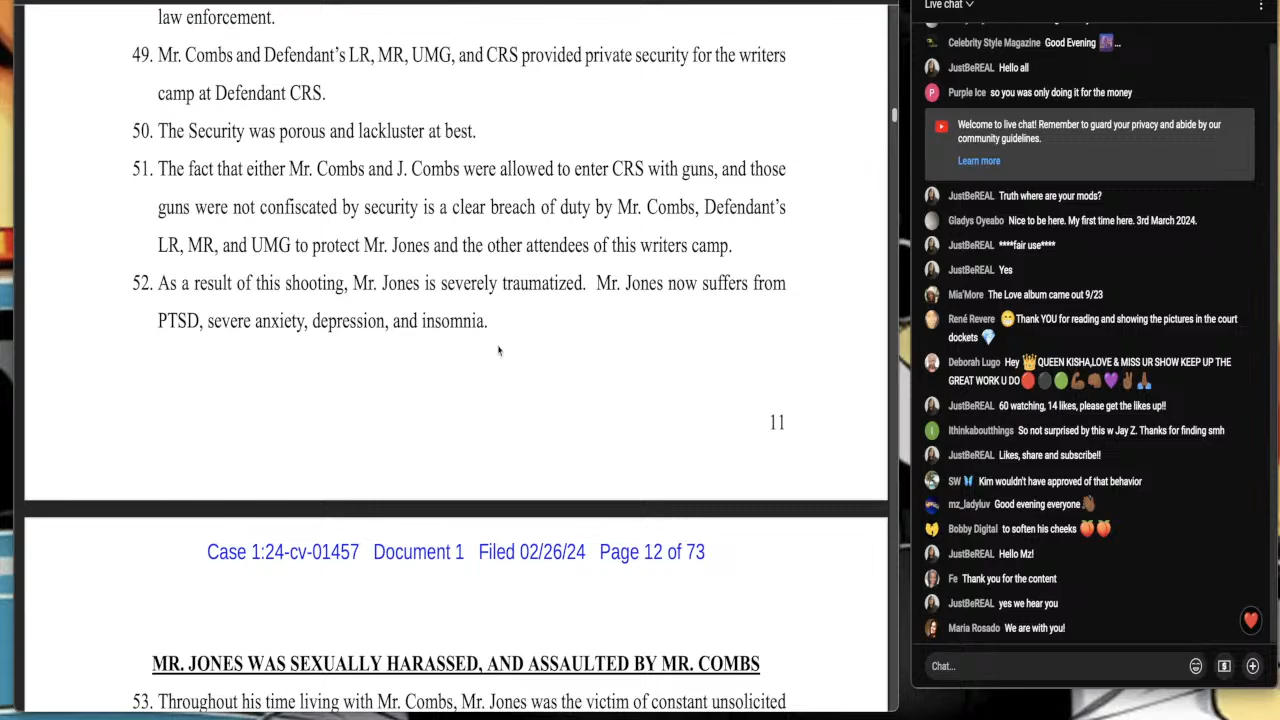 law enforcement.
49. Mr. Combs and Defendant's LR, MR, UMG, and CRS provided private security for the writers
camp at Defendant CRS.
50. The Security was porous and lackluster at best.
51. The fact that either Mr. Combs and J. Combs were allowed to enter CRS with guns, and those
guns were not confiscated by security is a clear breach of duty by Mr. Combs, Defendant's
LR, MR, and UMG to protect Mr. Jones and the other attendees of this writers camp.
52. As a result of this shooting, Mr. Jones is severely traumatized. Mr. Jones now suffers from
PTSD, severe anxiety, depression, and insomnia.
11
Case 1:24-cv-01457 Document 1 Filed 02/26/24 Page 12 of 73
MR. JONES WAS SEXUALLY HARASSED, AND ASSAULTED BY MR. COMBS
53. Throughout his time living with Mr. Combs, Mr. Jones was the victim of constant unsolicited
Live chat
Celebrity Style Magazine Good Evening 🌆...
JustBeREAL Hello all
P Purple Ice so you was only doing it for the money
Welcome to live chat! Remember to guard your privacy and abide by our
community guidelines.
Learn more
JustBeREAL Truth where are your mods?
Gladys Oyeabo Nice to be here. My first time here. 3rd March 2024.
JustBeREAL ****fair use****
JustBeREAL Yes
Mia'More The Love album came out 9/23
René Revere 😁Thank YOU for reading and showing the pictures in the court
dockets 💎
Deborah Lugo Hey 👑QUEEN KISHA,LOVE & MISS UR SHOW KEEP UP THE
GREAT WORK U DO🔴⚫🟢💪🏾👊🏾💜✌🏾🙏🏾
JustBeREAL 60 watching, 14 likes, please get the likes up!!
I Ithinkaboutthings So not surprised by this w Jay Z. Thanks for finding smh
JustBeREAL Likes, share and subscribe!!
SW 🦋 Kim wouldn't have approved of that behavior
mz_ladyluv Good evening everyone👋🏾
Bobby Digital to soften his cheeks 🍑🍑
JustBeREAL Hello Mz!
Fe Thank you for the content
JustBeREAL yes we hear you
Maria Rosado We are with you!
Chat...